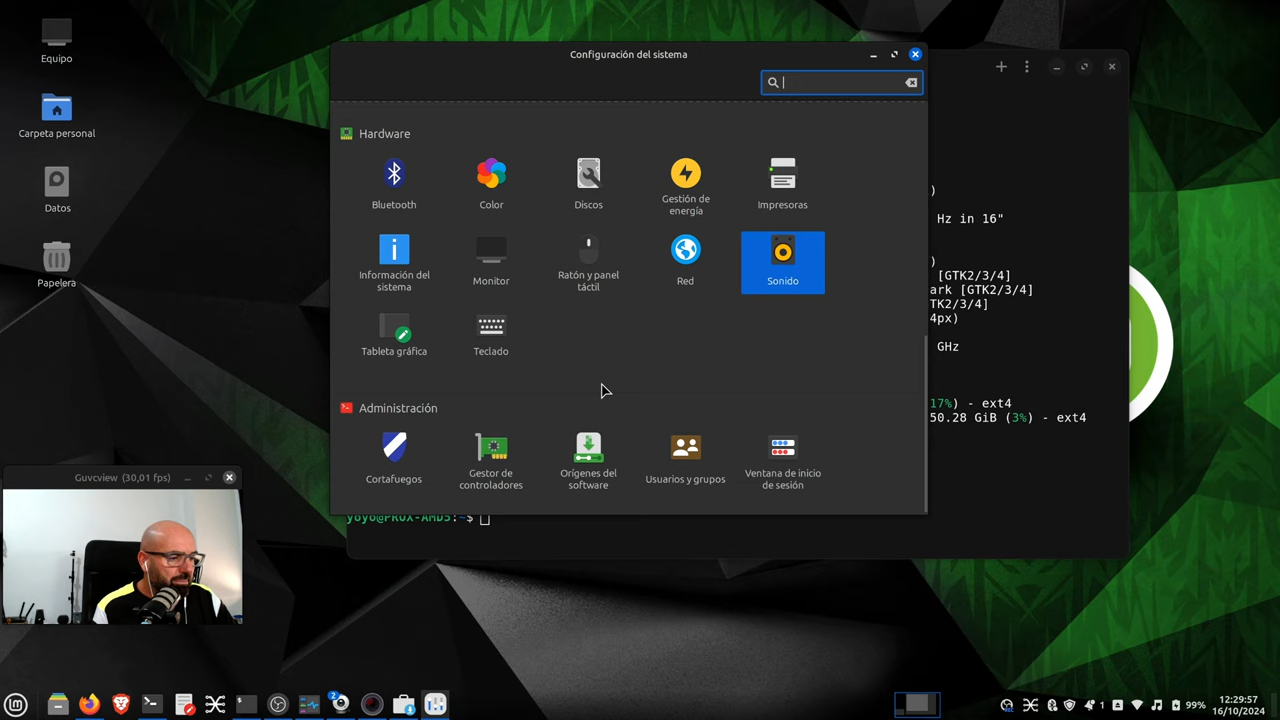 Equipo
Carpeta personal
Datos
Papelera
Configuración del sistema
Hardware
Bluetooth
Color
Discos
Gestión de
energía
Impresoras
Información del
sistema
Monitor
Ratón y panel
táctil
Red
Sonido
Tableta gráfica
Teclado
Administración
Cortafuegos
Gestor de
controladores
Orígenes del
software
Usuarios y grupos
Ventana de inicio
de sesión
)
Hz in 16"
)
[GTK2/3/4]
ark [GTK2/3/4]
TK2/3/4]
4px)
GHz
17%) - ext4
50.28 GiB (3%) - ext4
yoyo@PROX-AMD5:~$
Guvcview (30,01 fps)
2
1
99%
12:29:57
16/10/2024